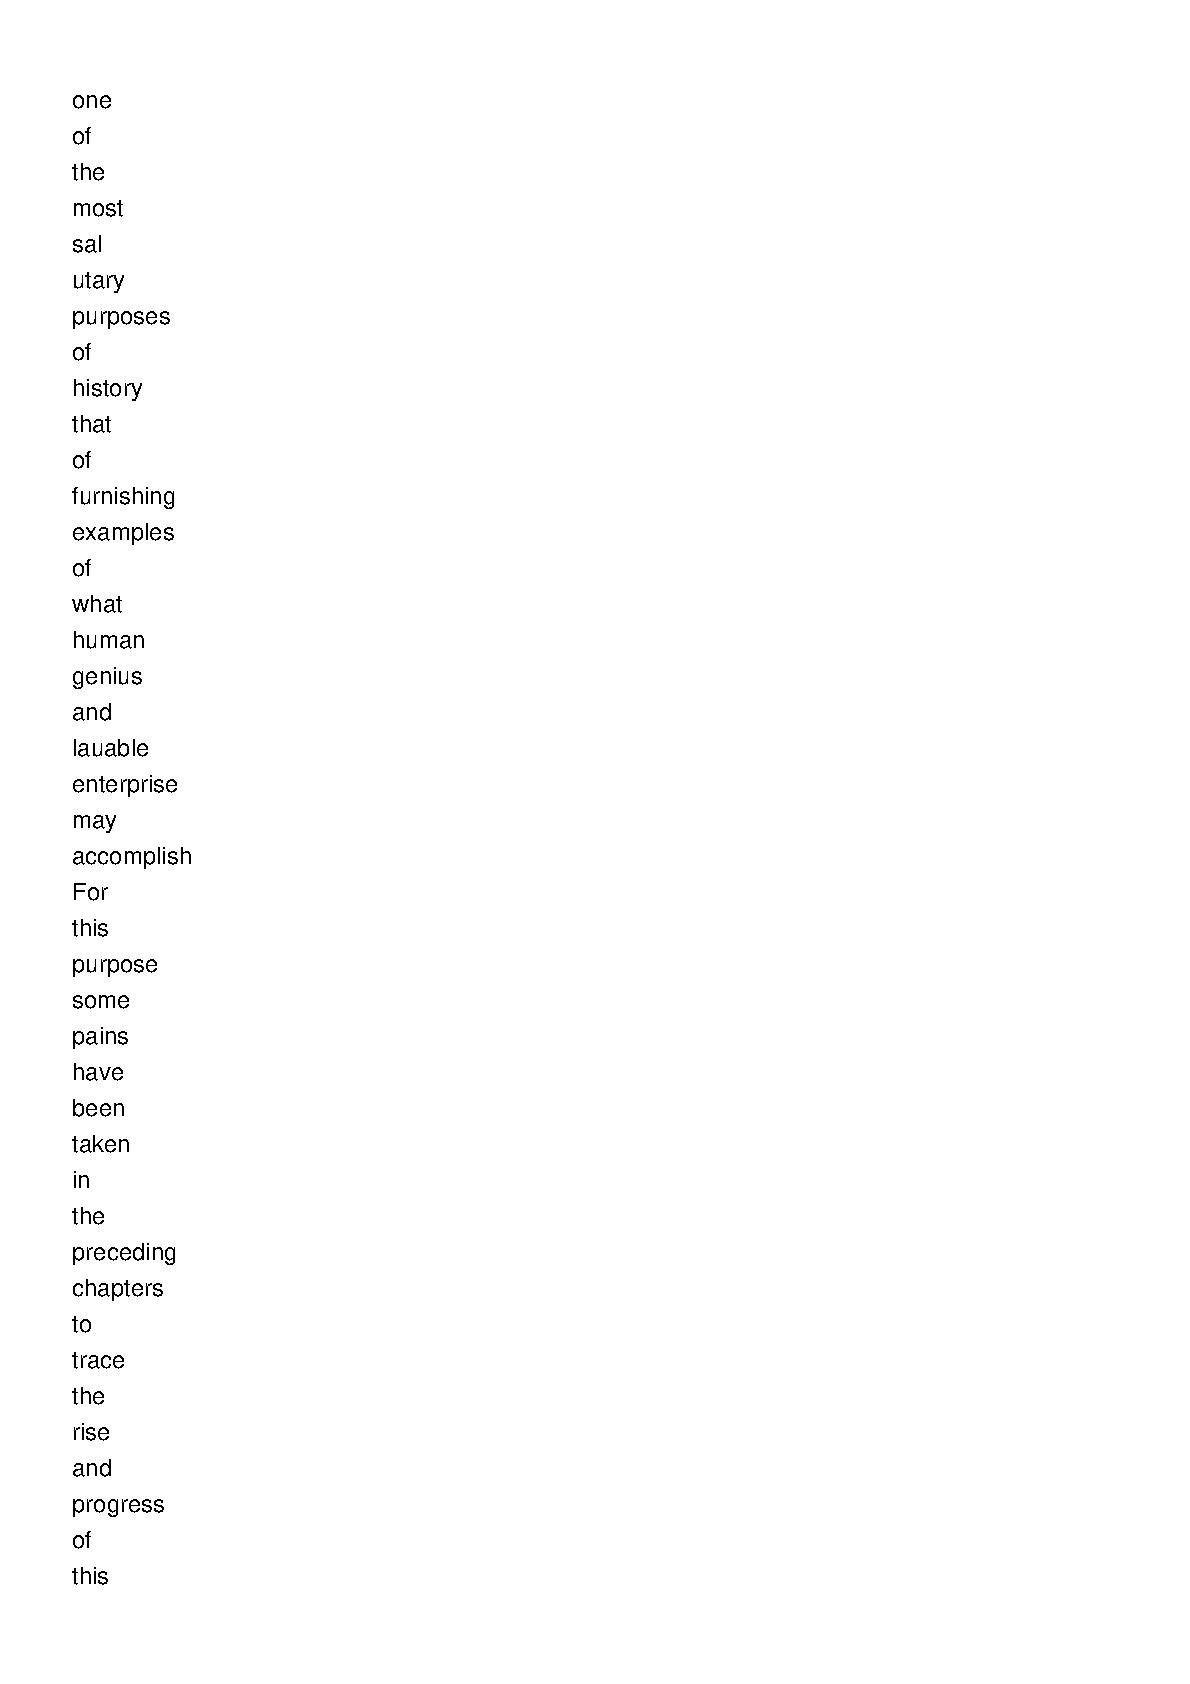 one
of
the
most
sal
utary
purposes
of
history
that
of
furnishing
examples
of
what
human
genius
and
lauable
enterprise
may
accomplish
For
this
purpose
some
pains
have
been
taken
in
the
preceding
chapters
to
trace
the
rise
and
progress
of
this